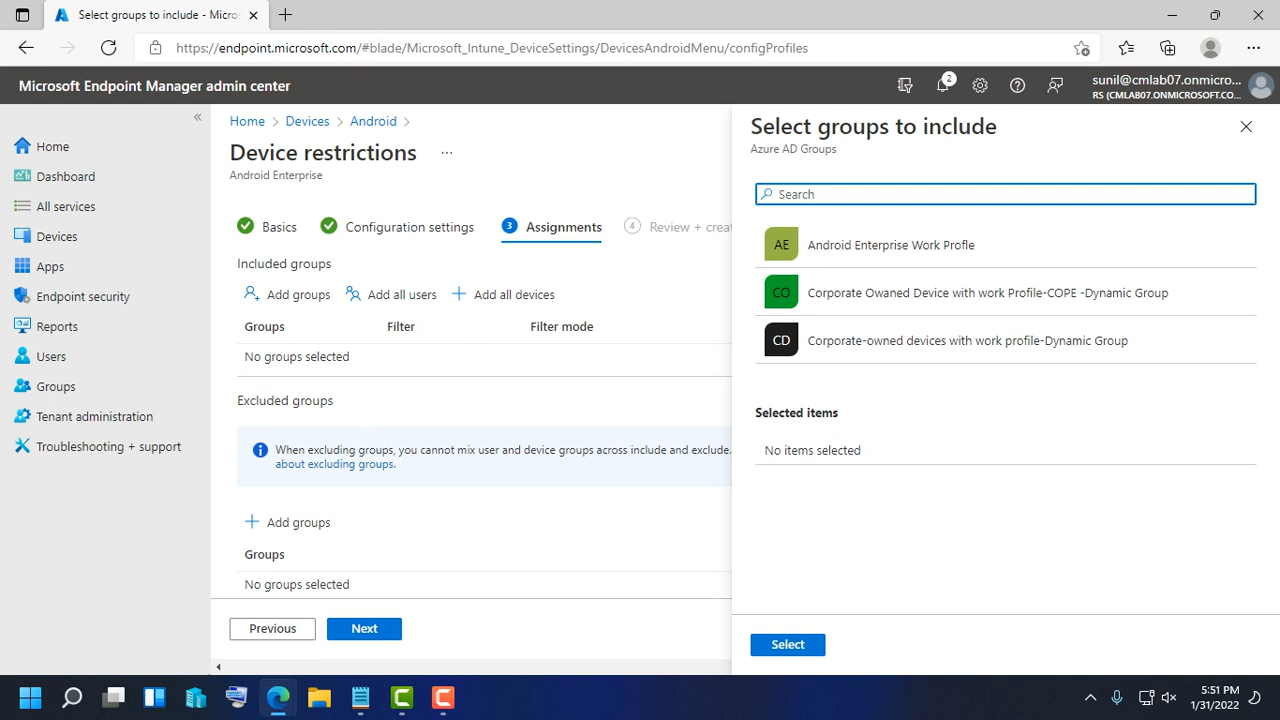 Select groups to include - Micros
https://endpoint.microsoft.com/#blade/Microsoft_Intune_DeviceSettings/DevicesAndroidMenu/configProfiles
Microsoft Endpoint Manager admin center
2
sunil@cmlab07.onmicro...
RS (CMLAB07.ONMICROSOFT.CO...
Home
Dashboard
All services
Devices
Apps
Endpoint security
Reports
Users
Groups
Tenant administration
Troubleshooting + support
Home > Devices > Android >
Device restrictions ...
Android Enterprise
Basics
Configuration settings
3 Assignments
4 Review + creat
Included groups
Add groups
Add all users
Add all devices
Groups Filter Filter mode
No groups selected
Excluded groups
When excluding groups, you cannot mix user and device groups across include and exclude.
about excluding groups.
Add groups
Groups
No groups selected
Previous
Next
Select groups to include
Azure AD Groups
Search
AE Android Enterprise Work Profle
CO Corporate Owaned Device with work Profile-COPE -Dynamic Group
CD Corporate-owned devices with work profile-Dynamic Group
Selected items
No items selected
Select
5:51 PM
1/31/2022